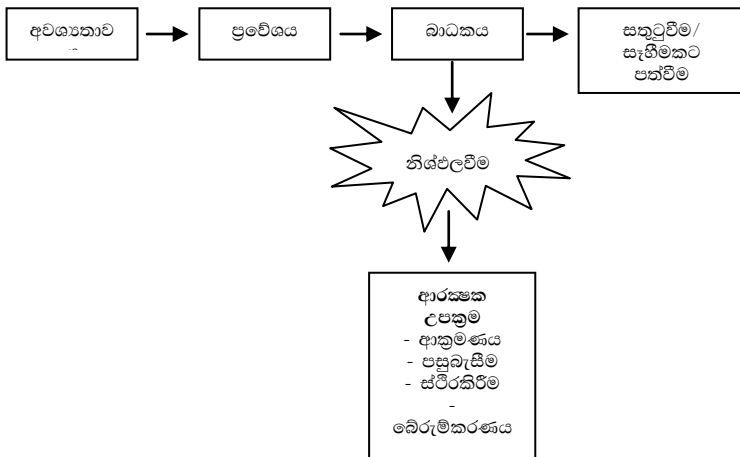 අවශ්‍යතාව
ප්‍රවේශය
බාධකය
සතුටුවීම/
සෑහීමකට
පත්වීම
නිශ්ඵලවීම
ආරක්‍ෂක
උපක්‍රම
- ආක්‍රමණය
- පසුබැසීම
- ස්ථිරකිරීම
-
බේරුම්කරණය